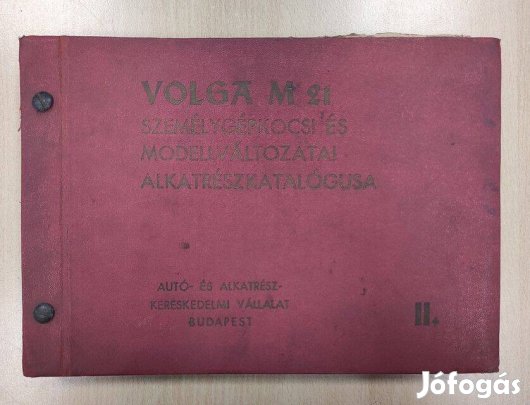 VOLGA M 21
SZEMÉLYGÉPKOCSI ÉS
MODELLVÁLTOZATAI
ALKATRÉSZKATALÓGUSA
AUTÓ- ÉS ALKATRÉSZ-
KERESKEDELMI VÁLLALAT
BUDAPEST
II.
Jófogás